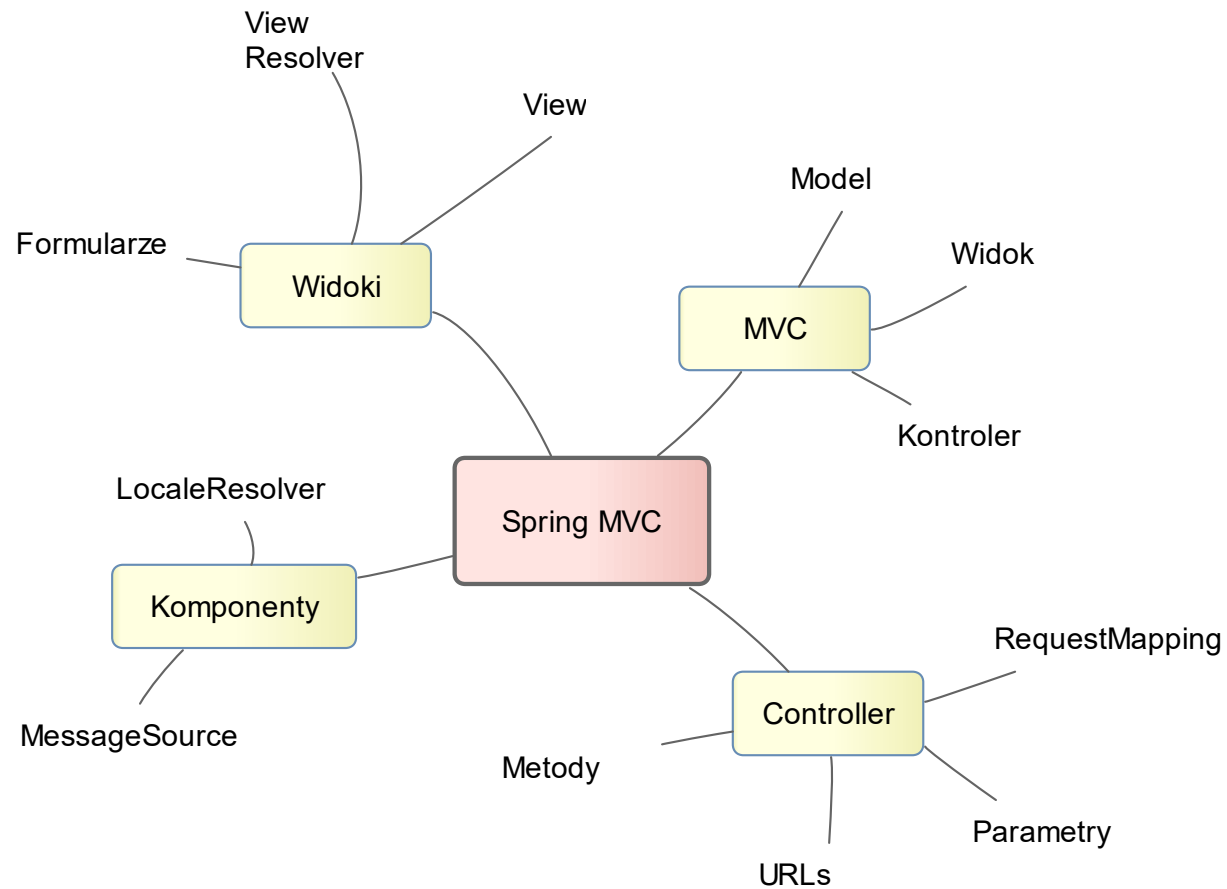 View
Resolver
View
Model
Formularze
Widok
Widoki
MVC
Kontroler
LocaleResolver
Spring MVC
Komponenty
RequestMapping
Controller
MessageSource
Metody
Parametry
URLs